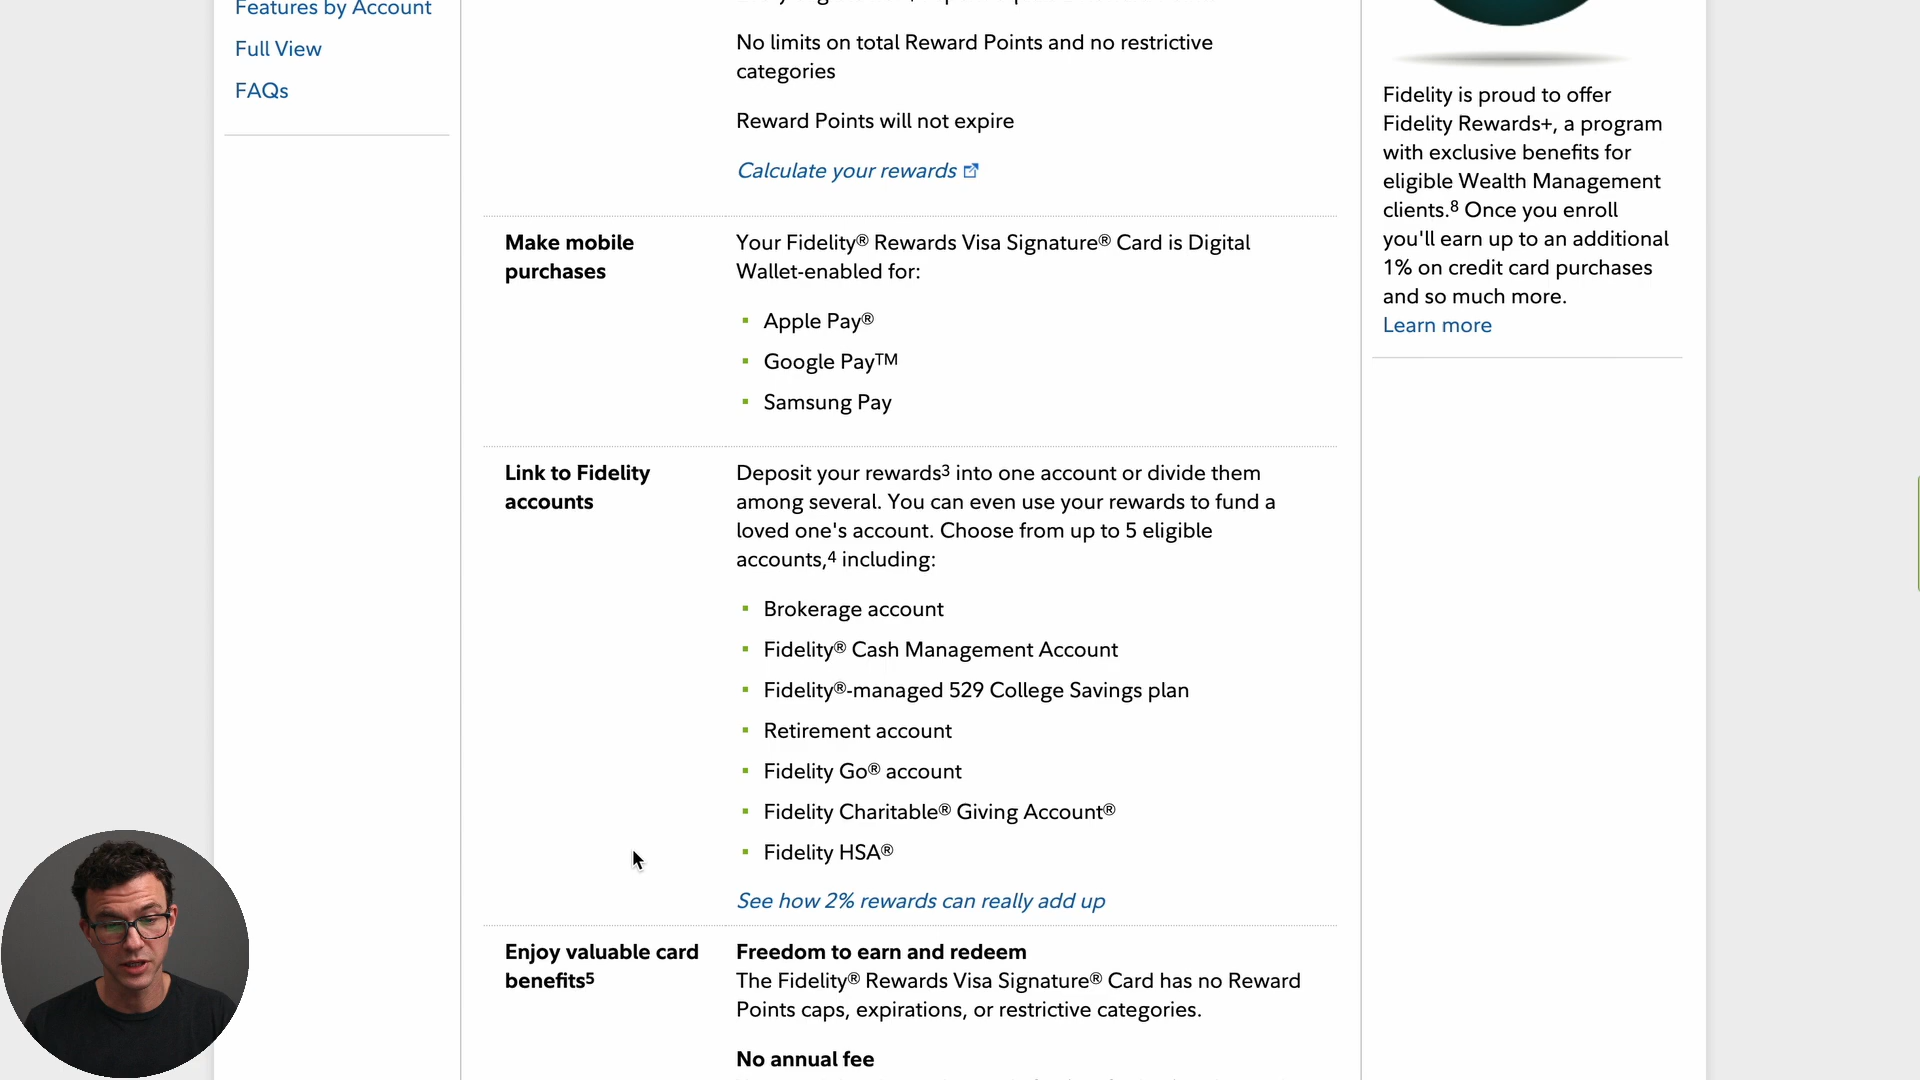 Features by Account
Full View
FAQs
No limits on total Reward Points and no restrictive
categories
Reward Points will not expire
Calculate your rewards
Make mobile
purchases
Your Fidelity® Rewards Visa Signature® Card is Digital
Wallet-enabled for:
▪ Apple Pay®
▪ Google Pay™
▪ Samsung Pay
Link to Fidelity
accounts
Deposit your rewards³ into one account or divide them
among several. You can even use your rewards to fund a
loved one's account. Choose from up to 5 eligible
accounts,⁴ including:
▪ Brokerage account
▪ Fidelity® Cash Management Account
▪ Fidelity®-managed 529 College Savings plan
▪ Retirement account
▪ Fidelity Go® account
▪ Fidelity Charitable® Giving Account®
▪ Fidelity HSA®
See how 2% rewards can really add up
Enjoy valuable card
benefits⁵
Freedom to earn and redeem
The Fidelity® Rewards Visa Signature® Card has no Reward
Points caps, expirations, or restrictive categories.
No annual fee
Fidelity is proud to offer
Fidelity Rewards+, a program
with exclusive benefits for
eligible Wealth Management
clients.⁸ Once you enroll
you'll earn up to an additional
1% on credit card purchases
and so much more.
Learn more